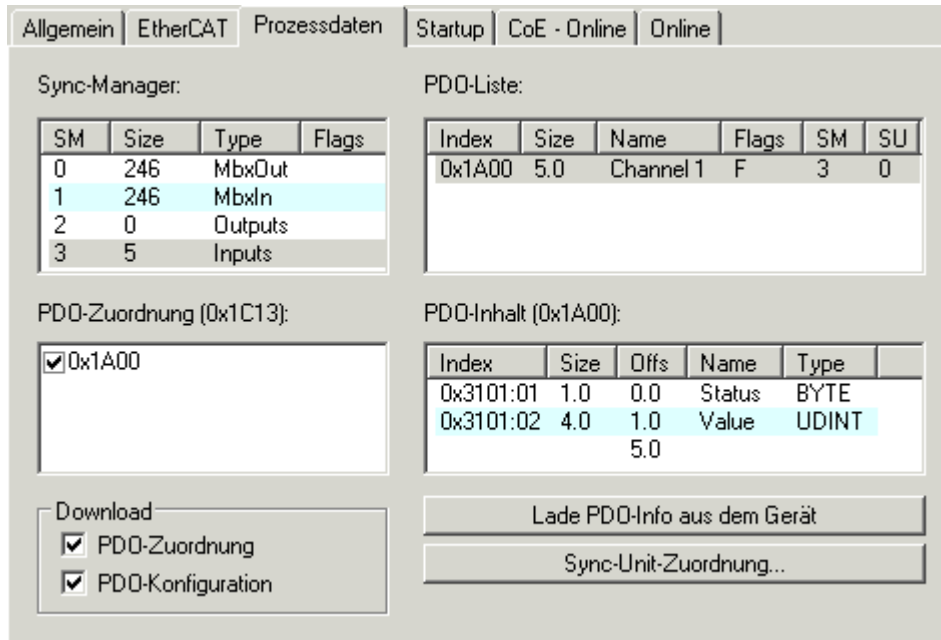 Allgemein EtherCAT Prozessdaten Startup CoE - Online Online
Sync-Manager:
SM Size Type Flags
0 246 MbxOut
1 246 MbxIn
2 0 Outputs
3 5 Inputs
PDO-Liste:
Index Size Name Flags SM SU
0x1A00 5.0 Channel 1 F 3 0
PDO-Zuordnung (0x1C13):
0x1A00
PDO-Inhalt (0x1A00):
Index Size Offs Name Type
0x3101:01 1.0 0.0 Status BYTE
0x3101:02 4.0 1.0 Value UDINT
5.0
Download
PDO-Zuordnung
PDO-Konfiguration
Lade PDO-Info aus dem Gerät
Sync-Unit-Zuordnung...